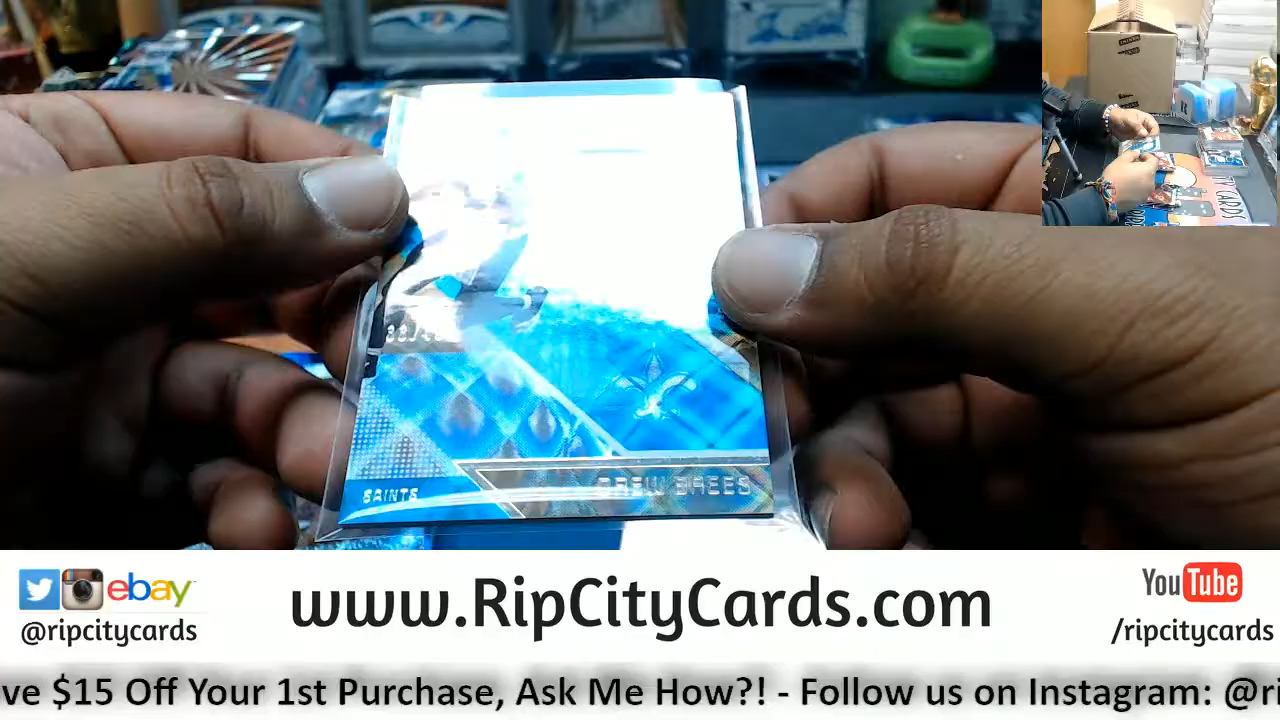 SAINTS
DREW BREES
ebay
@ripcitycards
www.RipCityCards.com
YouTube
/ripcitycards
ve $15 Off Your 1st Purchase, Ask Me How?! - Follow us on Instagram: @ri